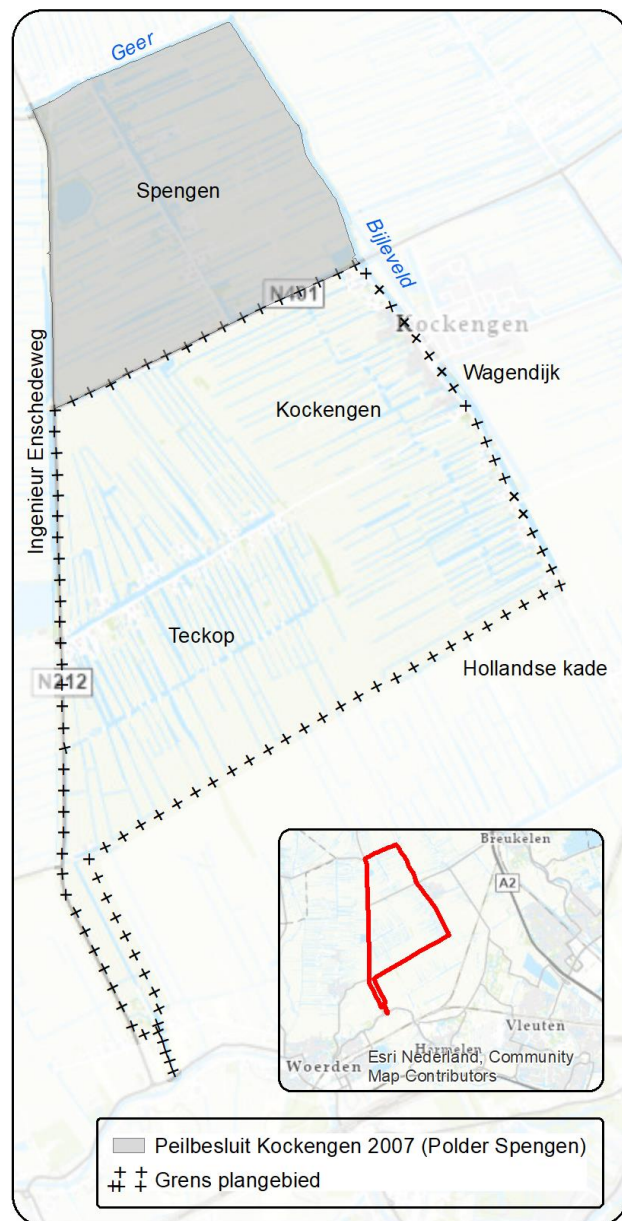 Geer
Spengen
Bijleveld
N401
Kockengen
Wagendijk
Kockengen
Ingenieur Enschedeweg
Teckop
Hollandse kade
N212
Breukelen
A2
Vleuten
Harmelen
Woerden
Esri Nederland, Community
Map Contributors
Peilbesluit Kockengen 2007 (Polder Spengen)
Grens plangebied